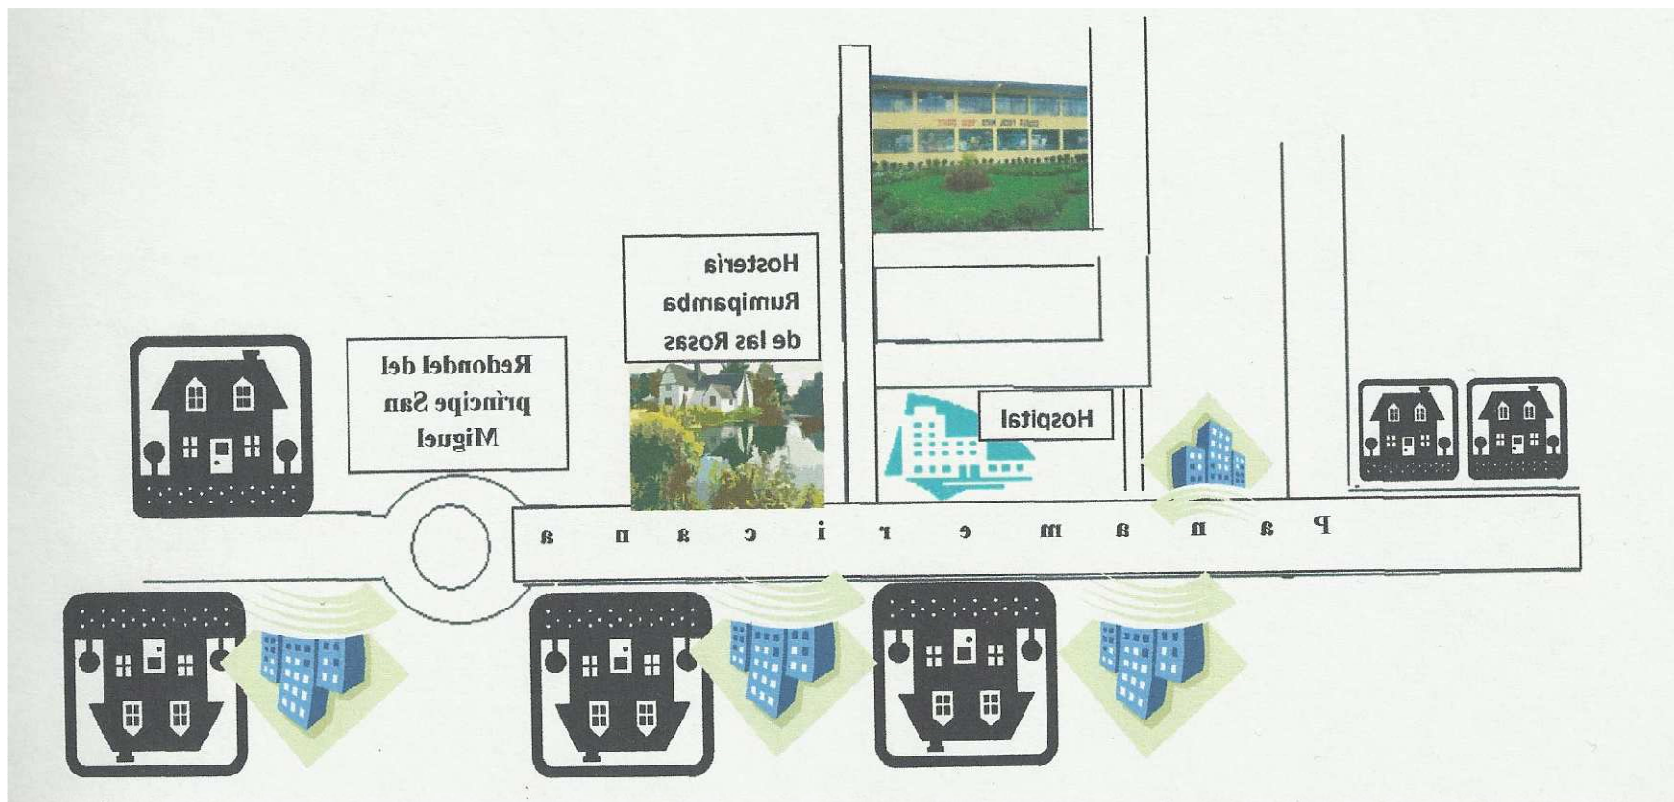 Hostería
Rumipamba
de las Rosas
Redondel del
príncipe San
Miguel
Hospital
Panamericana